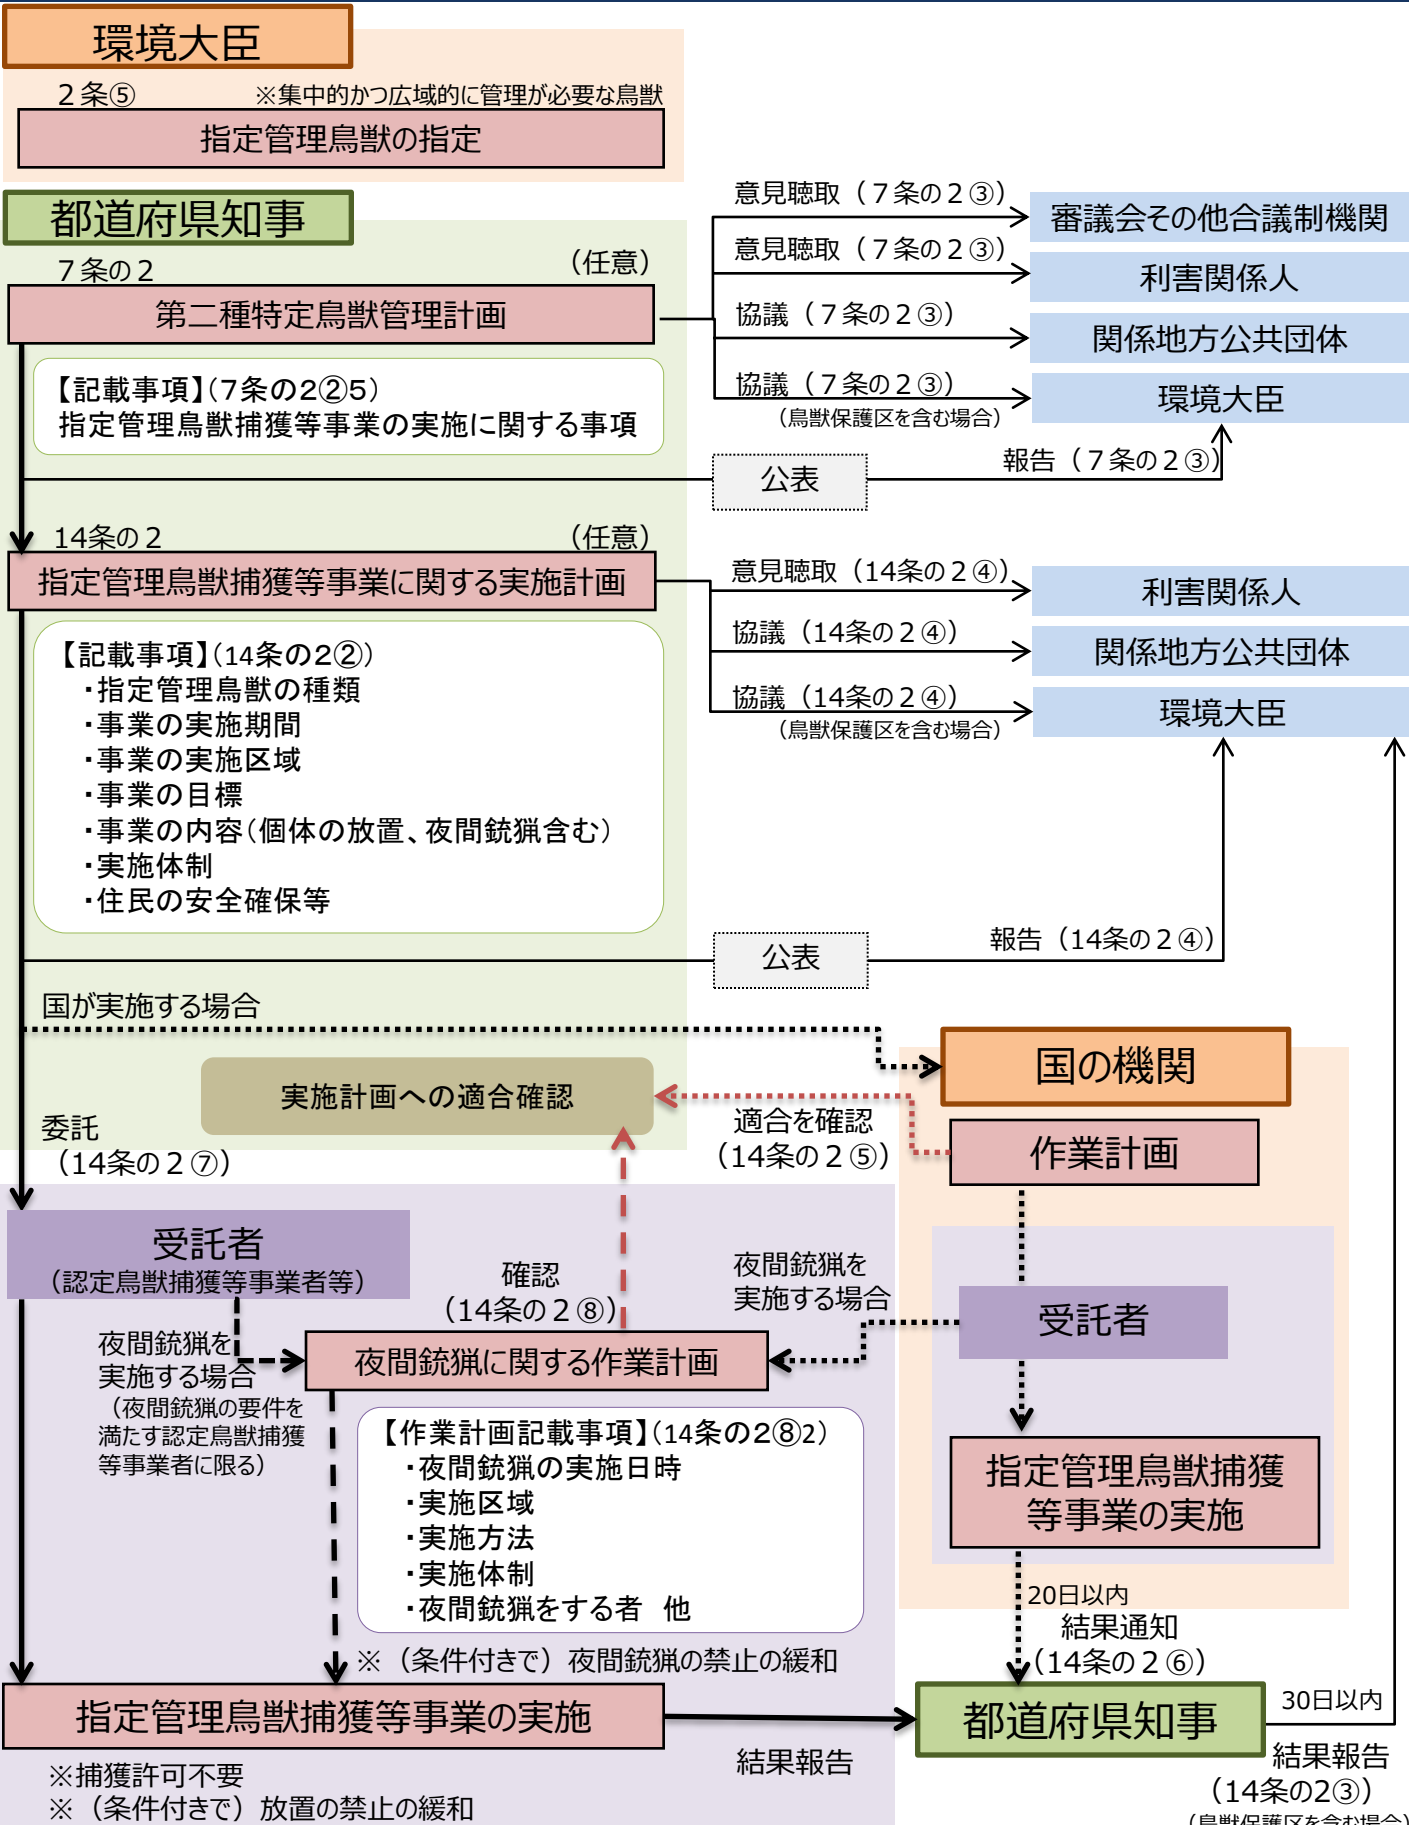 環境大臣
２条⑤
※集中的かつ広域的に管理が必要な鳥獣
指定管理鳥獣の指定
都道府県知事
７条の２
（任意）
第二種特定鳥獣管理計画
意見聴取（７条の２③）
審議会その他合議制機関
意見聴取（７条の２③）
利害関係人
協議（７条の２③）
関係地方公共団体
協議（７条の２③）
（鳥獣保護区を含む場合）
環境大臣
【記載事項】（７条の２②５）
指定管理鳥獣捕獲等事業の実施に関する事項
公表
報告（７条の２③）
14条の２
（任意）
指定管理鳥獣捕獲等事業に関する実施計画
意見聴取（14条の２④）
利害関係人
協議（14条の２④）
関係地方公共団体
協議（14条の２④）
（鳥獣保護区を含む場合）
環境大臣
【記載事項】（14条の２②）
・指定管理鳥獣の種類
・事業の実施期間
・事業の実施区域
・事業の目標
・事業の内容（個体の放置、夜間銃猟含む）
・実施体制
・住民の安全確保等
公表
報告（14条の２④）
国が実施する場合
国の機関
実施計画への適合確認
適合を確認
（14条の２⑤）
作業計画
委託
（14条の２⑦）
受託者
（認定鳥獣捕獲等事業者等）
確認
（14条の２⑧）
夜間銃猟を
実施する場合
受託者
夜間銃猟を
実施する場合
（夜間銃猟の要件を
満たす認定鳥獣捕獲
等事業者に限る）
夜間銃猟に関する作業計画
【作業計画記載事項】（14条の２⑧2）
・夜間銃猟の実施日時
・実施区域
・実施方法
・実施体制
・夜間銃猟をする者　他
指定管理鳥獣捕獲
等事業の実施
20日以内
結果通知
（14条の２⑥）
※（条件付きで）夜間銃猟の禁止の緩和
指定管理鳥獣捕獲等事業の実施
結果報告
都道府県知事
30日以内
結果報告
（14条の2③）
（鳥獣保護区を含む場合）
※捕獲許可不要
※（条件付きで）放置の禁止の緩和